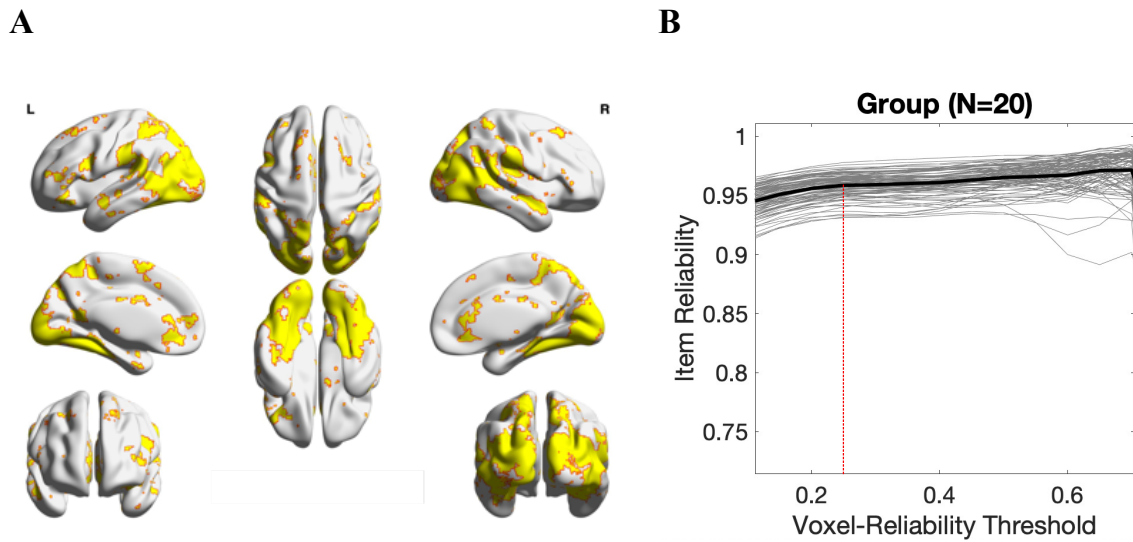 A
B
L
R
Group (N=20)
1
0.95
0.9
0.85
0.8
0.75
Item Reliability
0.2
0.4
0.6
Voxel-Reliability Threshold